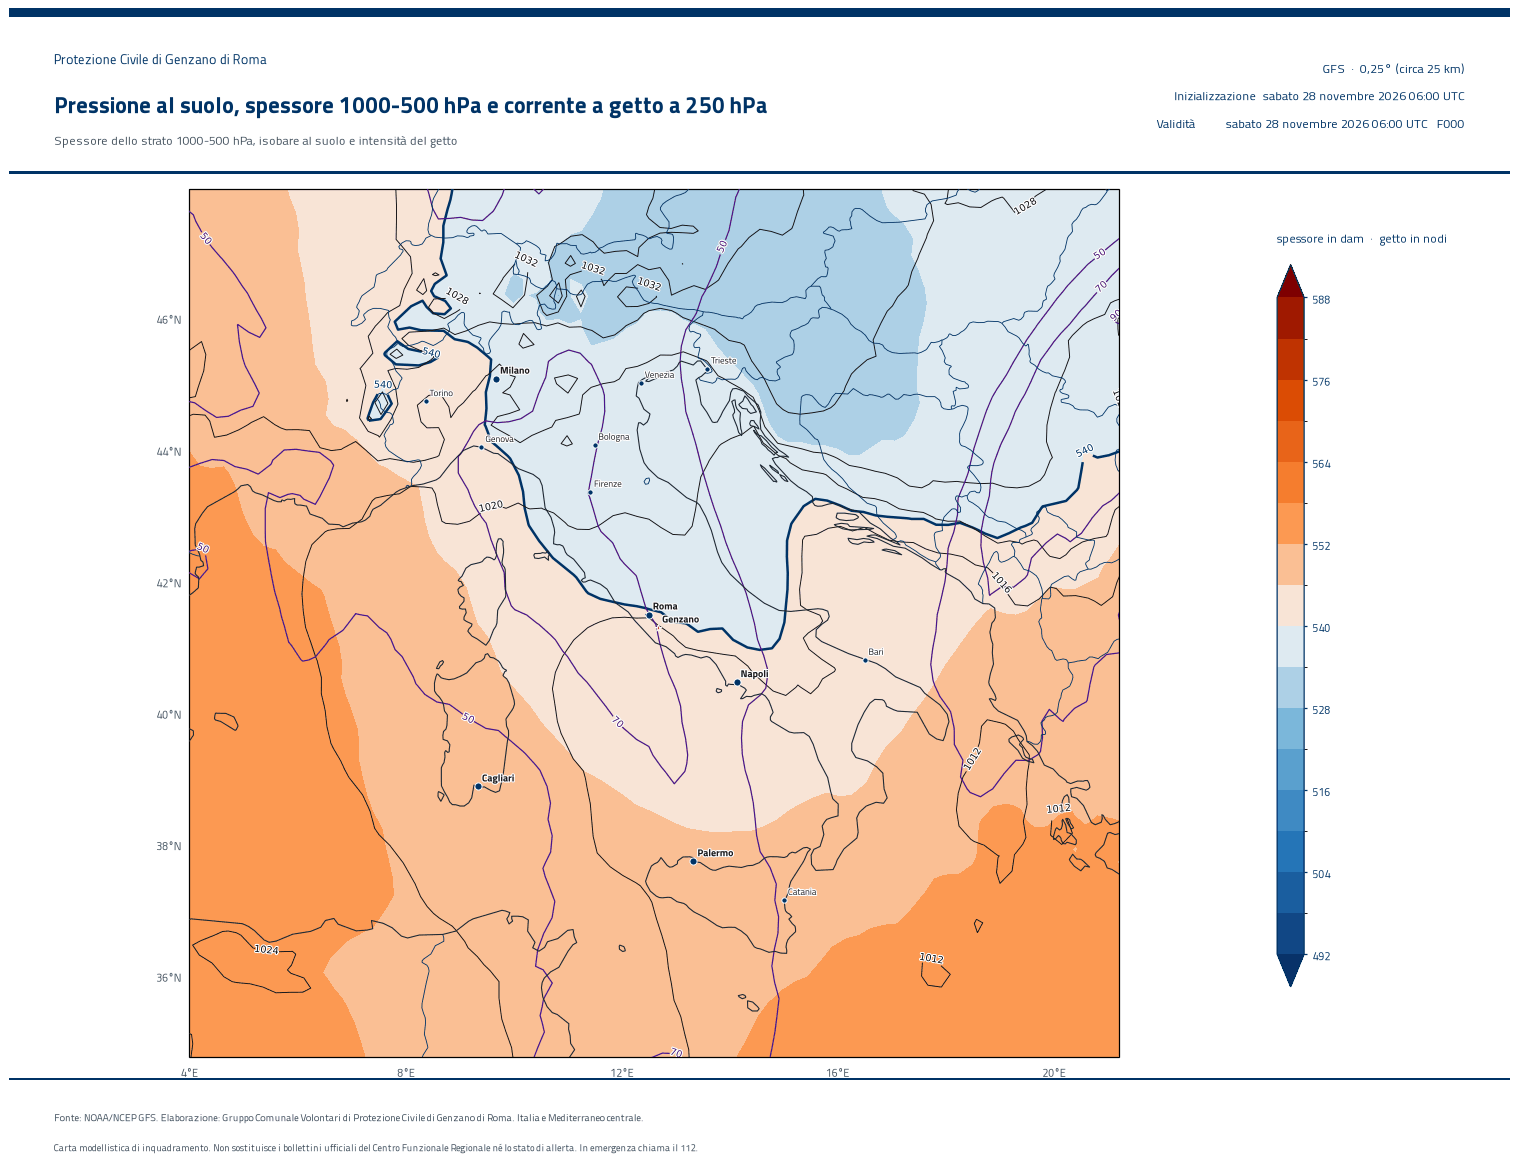 Protezione Civile di Genzano di Roma
GFS · 0,25° (circa 25 km)
Pressione al suolo, spessore 1000-500 hPa e corrente a getto a 250 hPa
Inizializzazione sabato 28 novembre 2026 06:00 UTC
Validità sabato 28 novembre 2026 06:00 UTC F000
Spessore dello strato 1000-500 hPa, isobare al suolo e intensità del getto
spessore in dam · getto in nodi
588
576
564
552
540
528
516
504
492
46°N
44°N
42°N
40°N
38°N
36°N
4°E
8°E
12°E
16°E
20°E
1028
50
50
50
1032
1032
1032
70
1028
90
540
Trieste
Milano
Venezia
540
Torino
Bologna
Genova
540
Firenze
1020
50
1016
Roma
Genzano
Bari
Napoli
50
70
1012
Cagliari
1012
Palermo
Catania
1024
1012
70
Fonte: NOAA/NCEP GFS. Elaborazione: Gruppo Comunale Volontari di Protezione Civile di Genzano di Roma. Italia e Mediterraneo centrale.
Carta modellistica di inquadramento. Non sostituisce i bollettini ufficiali del Centro Funzionale Regionale né lo stato di allerta. In emergenza chiama il 112.